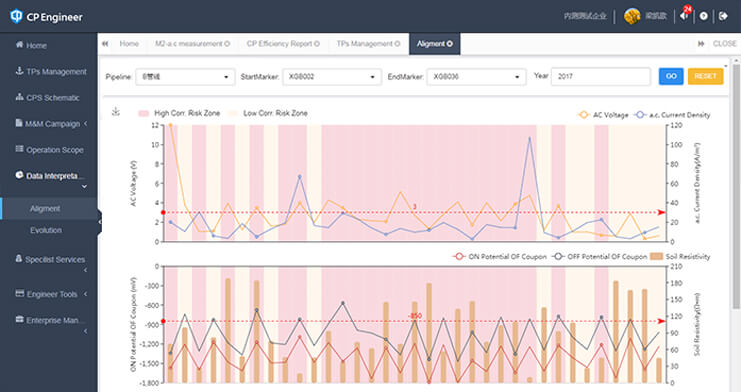 CP Engineer
内测测试企业
梁凯欧
24
Home
M2-a.c measurement
CP Efficiency Report
TPs Management
Aligment
CLOSE
Home
TPs Management
CPS Schematic
M&M Campaign
Operation Scope
Data Interpreta...
Aligment
Evolution
Speclist Services
Engineer Tools
Enterprise Man...
Pipeline:
B管线
StartMarker:
XGB002
EndMarker:
XGB036
Year
2017
GO
RESET
High Corr. Risk Zone
Low Corr. Risk Zone
AC Voltage
a.c. Current Density
AC Voltage (V)
12
10
8
6
4
2
0
3
120
100
80
60
40
20
0
a.c. Current Density(A/m²)
ON Potential OF Coupon
OFF Potential OF Coupon
Soil Resistivity
ON Potential OF Coupon (mV)
0
-300
-600
-900
-1,200
-1,500
-1,800
-850
210
180
150
120
90
60
30
0
Soil Resistivity(Ωm)